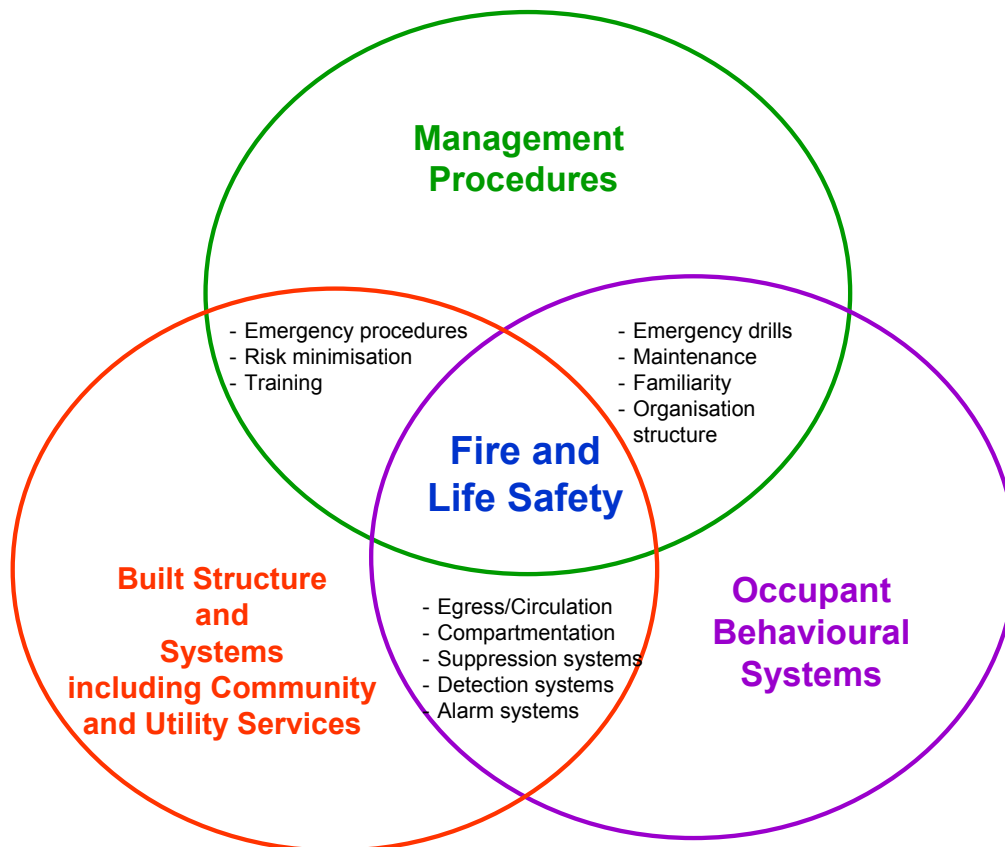 Management
Procedures
- Emergency procedures
- Risk minimisation
- Training
- Emergency drills
- Maintenance
- Familiarity
- Organisation
structure
Fire and
Life Safety
Built Structure
and
Systems
including Community
and Utility Services
- Egress/Circulation
- Compartmentation
- Suppression systems
- Detection systems
- Alarm systems
Occupant
Behavioural
Systems